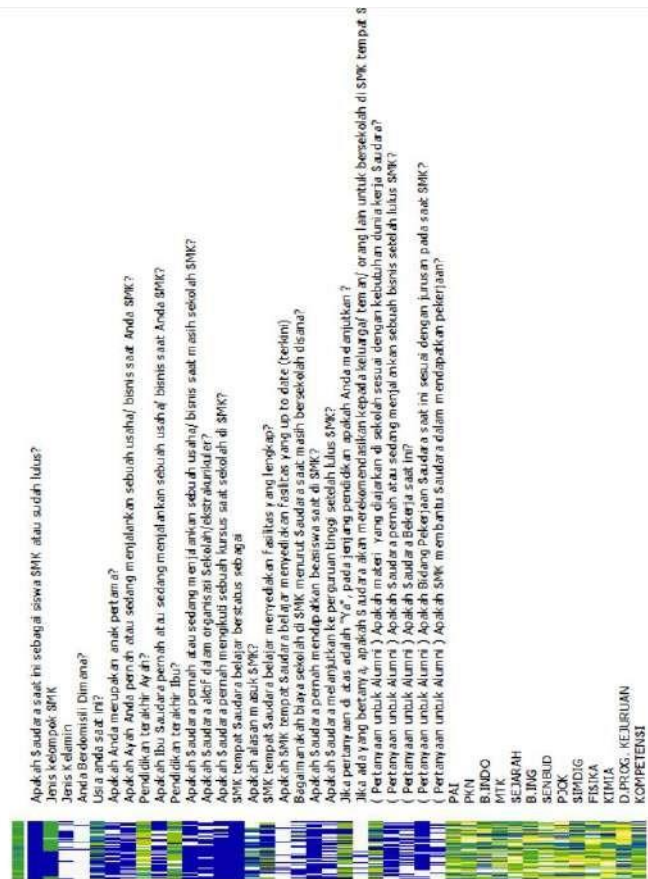 Apakah Saudara saat ini sebagai siswa SMK atau sudah lulus?
Jenis kelompok SMK
Jenis Kelamin
Anda Berdomisili Dimana?
Usia anda saat ini?
Apakah Anda merupakan anak pertama?
Apakah Ayah Anda pernah atau sedang menjalankan sebuah usaha/ bisnis saat Anda SMK?
Pendidikan terakhir Ayah?
Apakah Ibu Saudara pernah atau sedang menjalankan sebuah usaha/ bisnis saat Anda SMK?
Pendidikan terakhir Ibu?
Apakah Saudara pernah atau sedang menjalankan sebuah usaha/ bisnis saat masih sekolah SMK?
Apakah Saudara aktif dalam organisasi Sekolah/ekstrakurikuler?
Apakah Saudara pernah mengikuti sebuah kursus saat sekolah di SMK?
SMK tempat Saudara belajar berstatus sebagai
Apakah alasan masuk SMK?
SMK tempat Saudara belajar menyediakan fasilitas yang lengkap?
Apakah SMK tempat Saudara belajar menyediakan fasilitas yang up to date (terkini)
Bagaimanakah biaya sekolah di SMK menurut Saudara saat masih bersekolah disana?
Apakah Saudara pernah mendapatkan beasiswa saat di SMK?
Apakah Saudara melanjutkan ke perguruan tinggi setelah lulus SMK?
Jika pertanyaan di atas adalah "Ya", pada jenjang pendidikan apakah Anda melanjutkan?
Jika ada yang bertanya, apakah Saudara akan merekomendasikan kepada keluarga/ teman/ orang lain untuk bersekolah di SMK tempat S
( Pertanyaan untuk Alumni ) Apakah materi yang diajarkan di sekolah sesuai dengan kebutuhan dunia kerja Saudara?
( Pertanyaan untuk Alumni ) Apakah Saudara pernah atau sedang menjalankan sebuah bisnis setelah lulus SMK?
( Pertanyaan untuk Alumni ) Apakah Saudara Bekerja saat ini?
( Pertanyaan untuk Alumni ) Apakah Bidang Pekerjaan Saudara saat ini sesuai dengan jurusan pada saat SMK?
( Pertanyaan untuk Alumni ) Apakah SMK membantu Saudara dalam mendapatkan pekerjaan?
PAI
PKN
B.INDO
MTK
SEJARAH
B.ING
SENBUD
PJOK
SIMDIG
FISIKA
KIMIA
D.PROG. KEJURUAN
KOMPETENSI